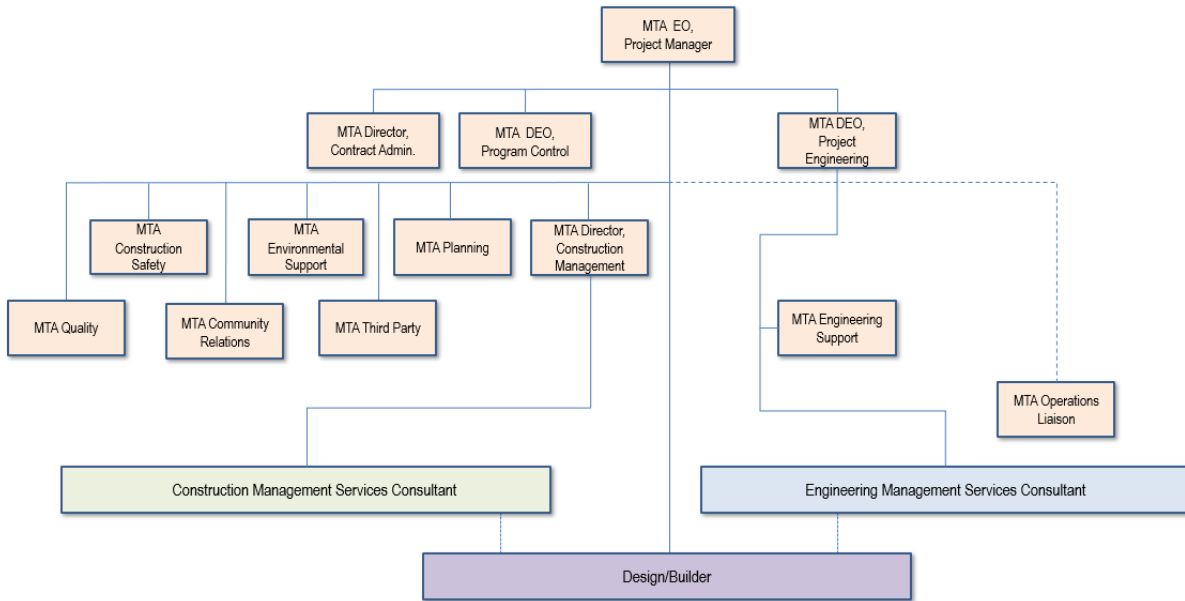 MTA EO,
Project Manager
MTA Director,
Contract Admin.
MTA DEO,
Program Control
MTA DEO,
Project
Engineering
MTA
Construction
Safety
MTA
Environmental
Support
MTA Planning
MTA Director,
Construction
Management
MTA Quality
MTA Community
Relations
MTA Third Party
MTA Engineering
Support
MTA Operations
Liaison
Construction Management Services Consultant
Engineering Management Services Consultant
Design/Builder